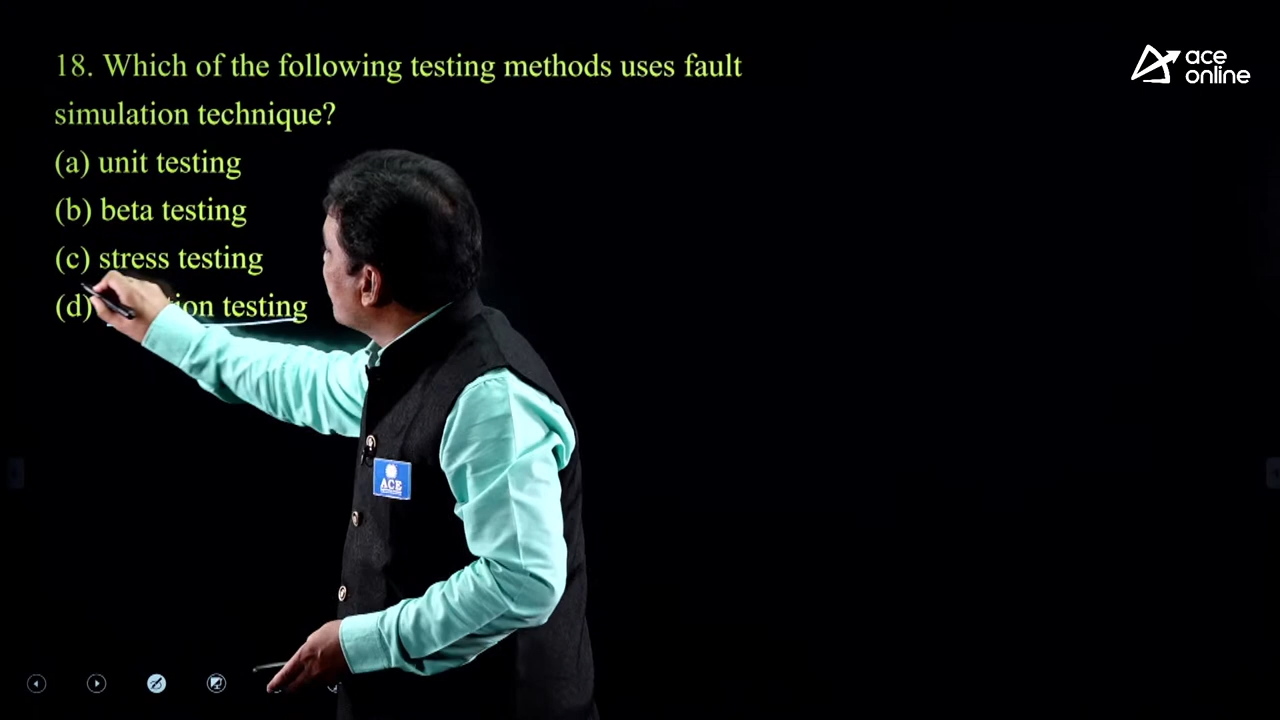 18. Which of the following testing methods uses fault
simulation technique?
(a) unit testing
(b) beta testing
(c) stress testing
(d) testing
ace
online
ACE